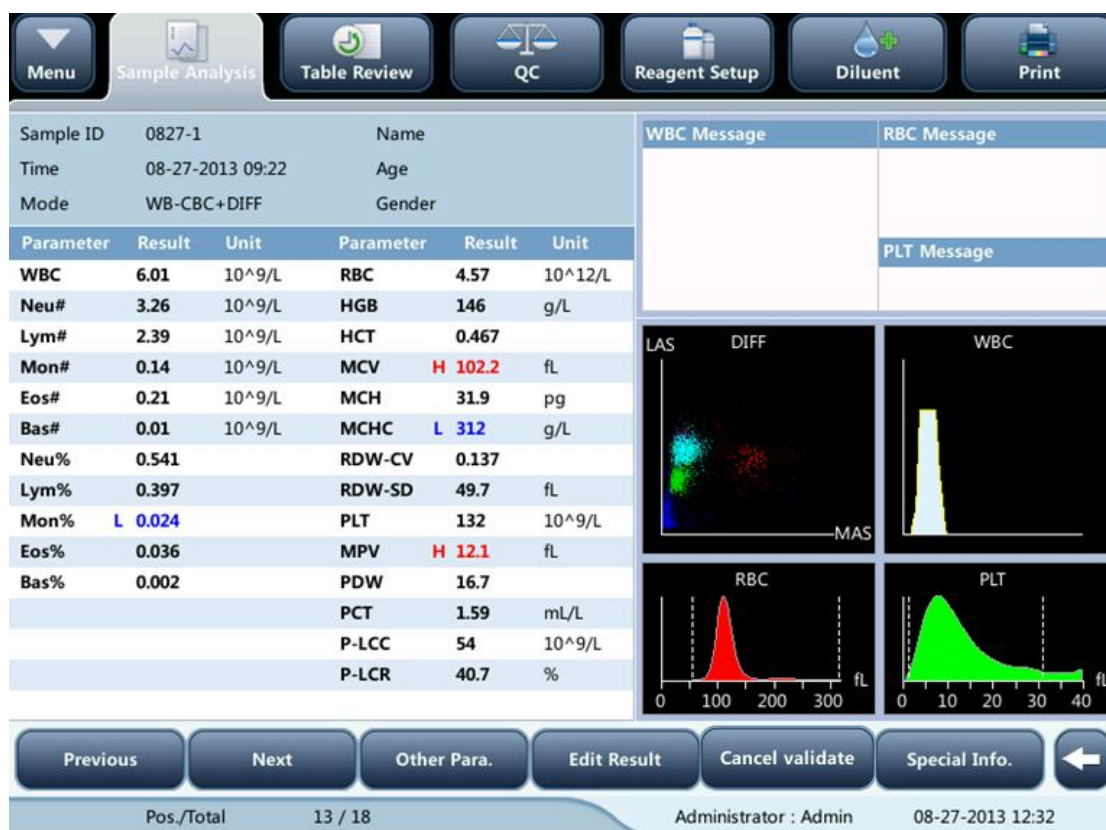 Menu Sample Analysis Table Review QC Reagent Setup Diluent Print
Sample ID 0827-1 Name
Time 08-27-2013 09:22 Age
Mode WB-CBC+DIFF Gender
Parameter Result Unit Parameter Result Unit
WBC 6.01 10^9/L RBC 4.57 10^12/L
Neu# 3.26 10^9/L HGB 146 g/L
Lym# 2.39 10^9/L HCT 0.467
Mon# 0.14 10^9/L MCV H 102.2 fL
Eos# 0.21 10^9/L MCH 31.9 pg
Bas# 0.01 10^9/L MCHC L 312 g/L
Neu% 0.541 RDW-CV 0.137
Lym% 0.397 RDW-SD 49.7 fL
Mon% L 0.024 PLT 132 10^9/L
Eos% 0.036 MPV H 12.1 fL
Bas% 0.002 PDW 16.7
PCT 1.59 mL/L
P-LCC 54 10^9/L
P-LCR 40.7 %
WBC Message RBC Message
PLT Message
LAS DIFF WBC
MAS
RBC PLT
fL fL
0 100 200 300 0 10 20 30 40
Previous Next Other Para. Edit Result Cancel validate Special Info.
Pos./Total 13 / 18 Administrator : Admin 08-27-2013 12:32